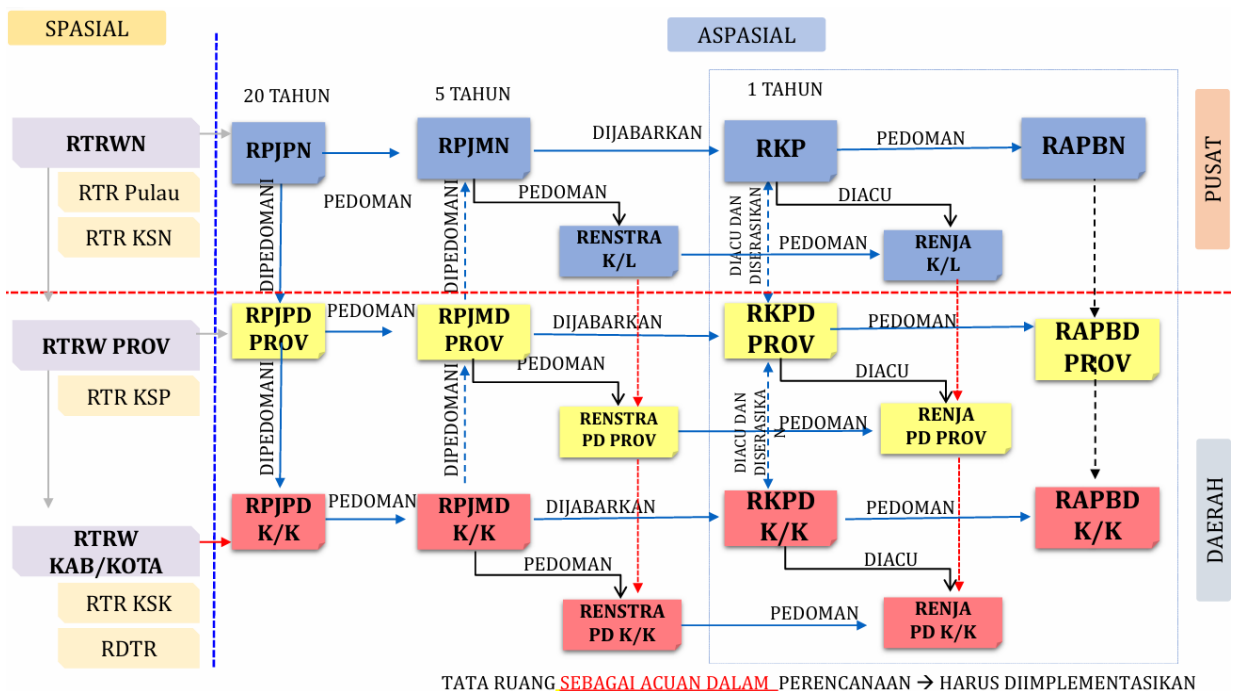 SPASIAL
ASPASIAL
20 TAHUN
5 TAHUN
1 TAHUN
PUSAT
DAERAH
RTRWN
RTR Pulau
RTR KSN
RTRW PROV
RTR KSP
RTRW
KAB/KOTA
RTR KSK
RDTR
RPJPN
PEDOMAN
RPJMN
DIJABARKAN
RKP
PEDOMAN
RAPBN
DIPEDOMANI
DIPEDOMANI
PEDOMAN
RENSTRA
K/L
DIACU DAN
DISERASIKAN
PEDOMAN
DIACU
RENJA
K/L
RPJPD
PROV
PEDOMAN
RPJMD
PROV
DIJABARKAN
RKPD
PROV
PEDOMAN
RAPBD
PROV
DIPEDOMANI
DIPEDOMANI
PEDOMAN
RENSTRA
PD PROV
DIACU DAN
DISERASIKA
N
PEDOMAN
DIACU
RENJA
PD PROV
RPJPD
K/K
PEDOMAN
RPJMD
K/K
DIJABARKAN
RKPD
K/K
PEDOMAN
RAPBD
K/K
PEDOMAN
RENSTRA
PD K/K
PEDOMAN
DIACU
RENJA
PD K/K
TATA RUANG SEBAGAI ACUAN DALAM PERENCANAAN → HARUS DIIMPLEMENTASIKAN